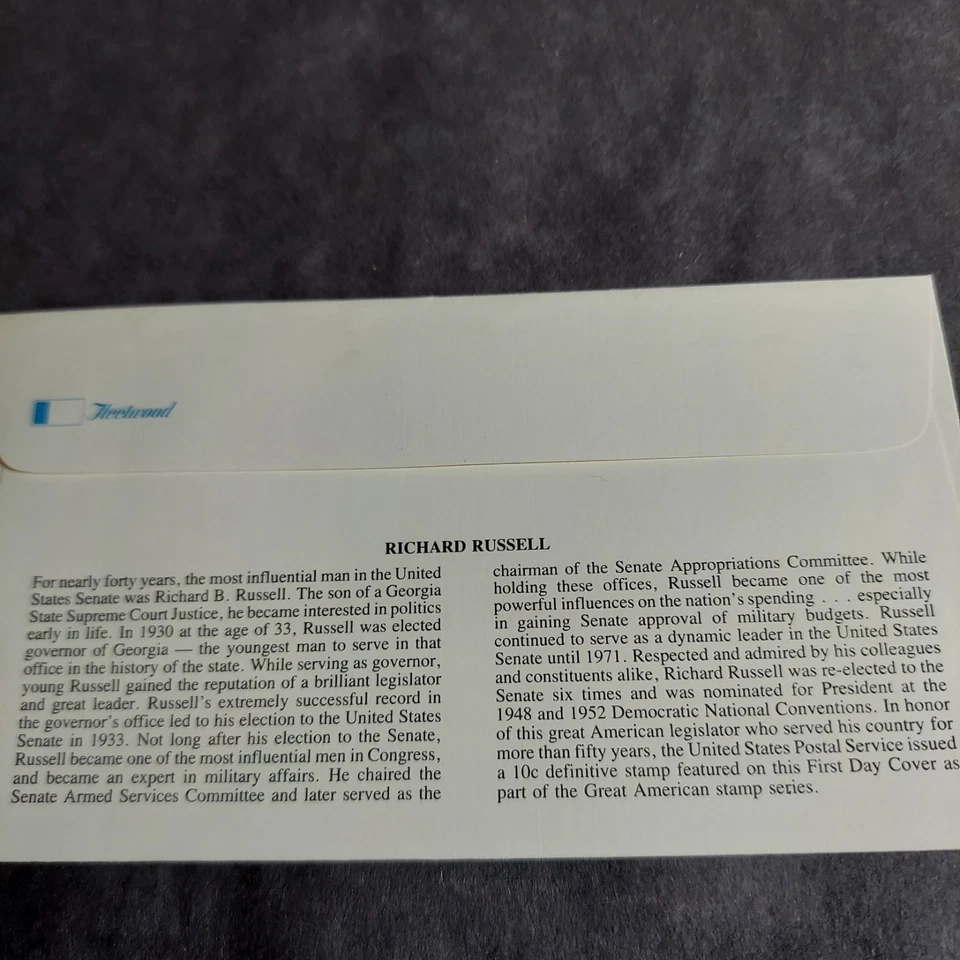 Fleetwood
RICHARD RUSSELL
For nearly forty years, the most influential man in the United
States Senate was Richard B. Russell. The son of a Georgia
State Supreme Court Justice, he became interested in politics
early in life. In 1930 at the age of 33, Russell was elected
governor of Georgia — the youngest man to serve in that
office in the history of the state. While serving as governor,
young Russell gained the reputation of a brilliant legislator
and great leader. Russell's extremely successful record in
the governor's office led to his election to the United States
Senate in 1933. Not long after his election to the Senate,
Russell became one of the most influential men in Congress,
and became an expert in military affairs. He chaired the
Senate Armed Services Committee and later served as the
chairman of the Senate Appropriations Committee. While
holding these offices, Russell became one of the most
powerful influences on the nation's spending . . . especially
in gaining Senate approval of military budgets. Russell
continued to serve as a dynamic leader in the United States
Senate until 1971. Respected and admired by his colleagues
and constituents alike, Richard Russell was re-elected to the
Senate six times and was nominated for President at the
1948 and 1952 Democratic National Conventions. In honor
of this great American legislator who served his country for
more than fifty years, the United States Postal Service issued
a 10c definitive stamp featured on this First Day Cover as
part of the Great American stamp series.